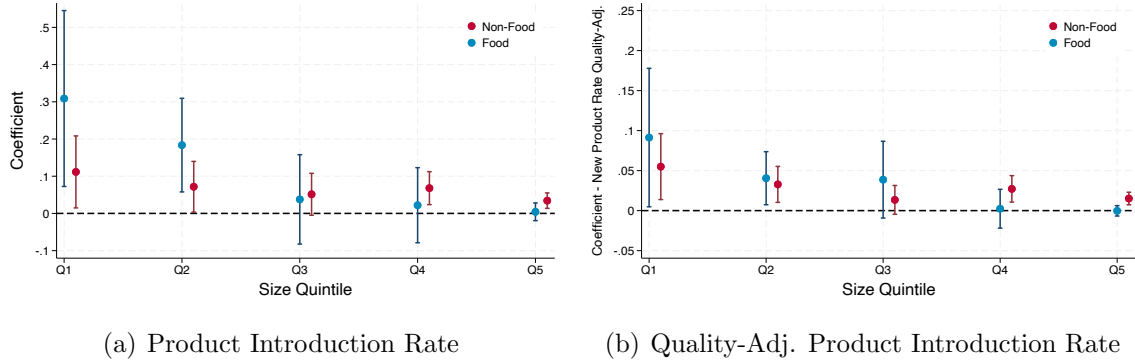 Coefficient
.5
.4
.3
.2
.1
0
-.1
Q1 Q2 Q3 Q4 Q5
Size Quintile
Non-Food
Food
(a) Product Introduction Rate
Coefficient - New Product Rate Quality-Adj.
.25
.2
.15
.1
.05
0
-.05
Q1 Q2 Q3 Q4 Q5
Size Quintile
Non-Food
Food
(b) Quality-Adj. Product Introduction Rate